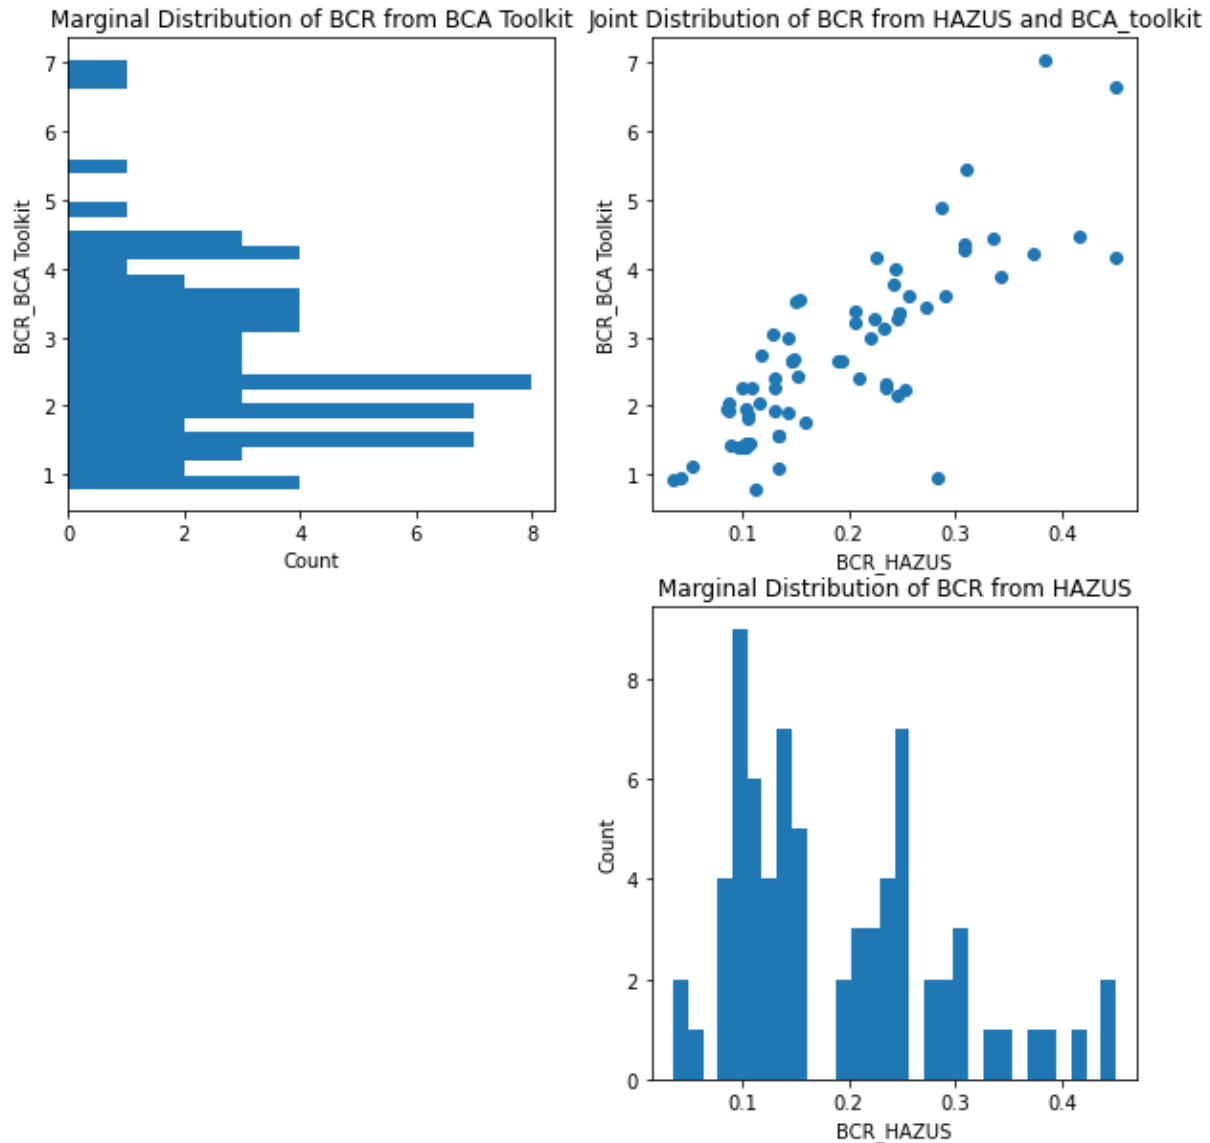 Marginal Distribution of BCR from BCA Toolkit
7
6
5
4
3
2
1
BCR_BCA Toolkit
0 2 4 6 8
Count
Joint Distribution of BCR from HAZUS and BCA_toolkit
7
6
5
4
3
2
1
BCR_BCA Toolkit
0.1 0.2 0.3 0.4
BCR_HAZUS
Marginal Distribution of BCR from HAZUS
8
6
4
2
0
Count
0.1 0.2 0.3 0.4
BCR_HAZUS